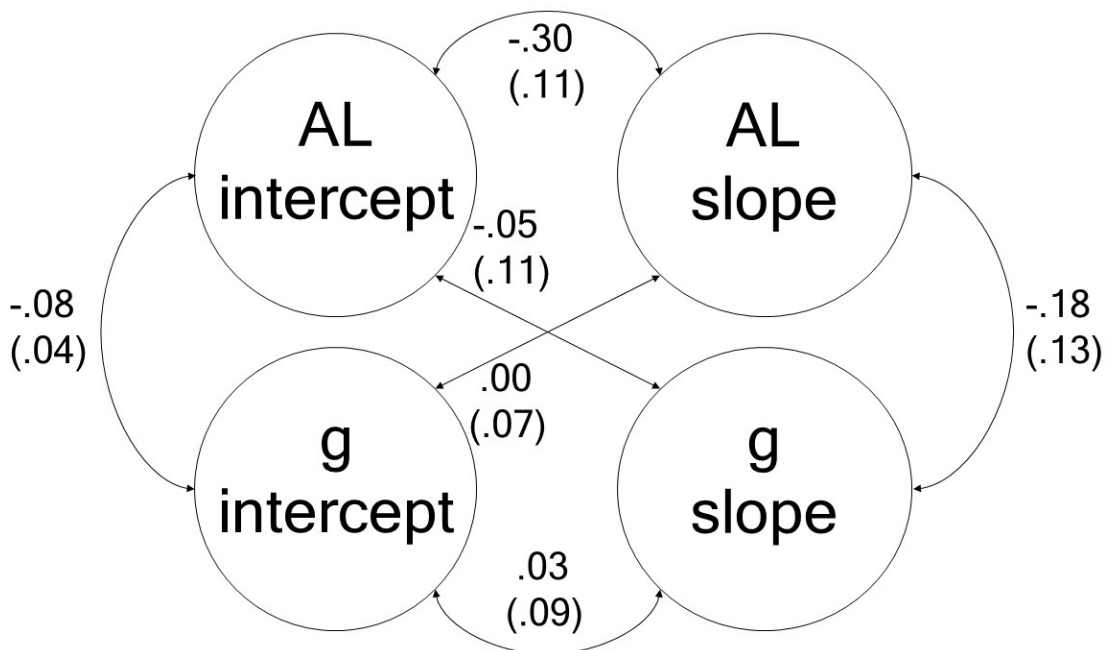 -.30
(.11)
AL
intercept
AL
slope
-.05
(.11)
-.08
(.04)
-.18
(.13)
.00
(.07)
g
intercept
g
slope
.03
(.09)